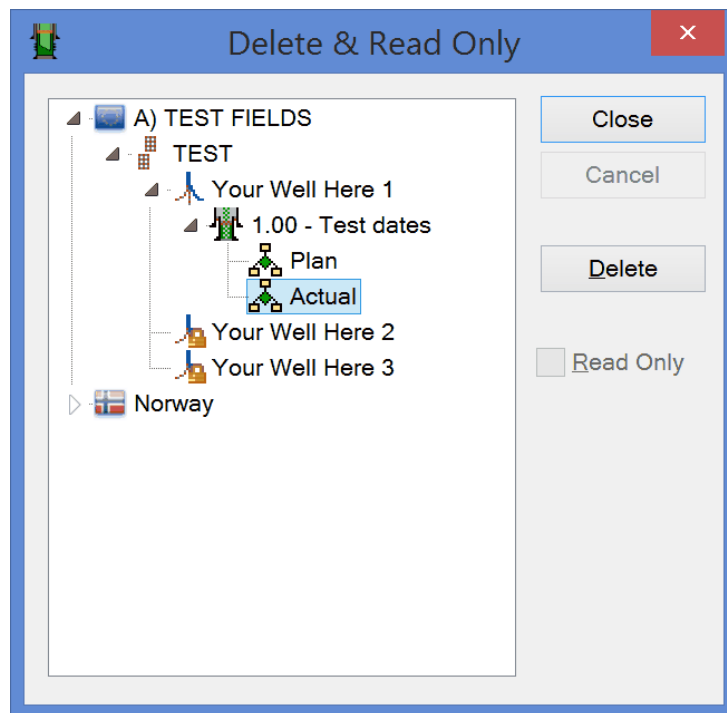 Delete & Read Only
A) TEST FIELDS
TEST
Your Well Here 1
1.00 - Test dates
Plan
Actual
Your Well Here 2
Your Well Here 3
Norway
Close
Cancel
Delete
Read Only